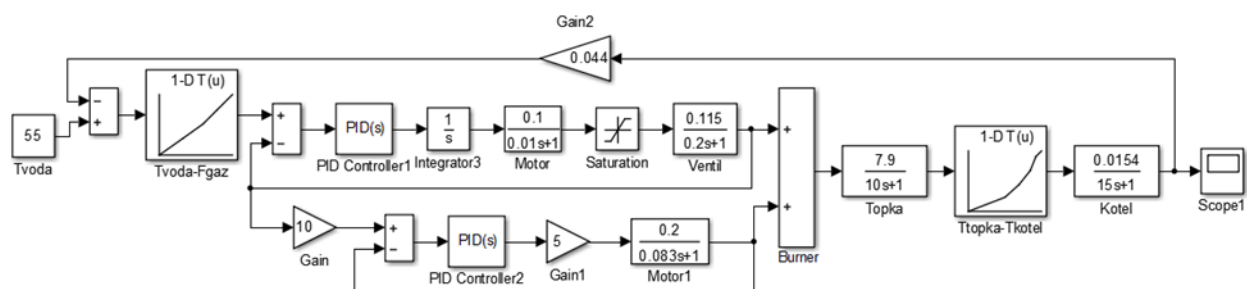 Gain2
0.044
1-D T(u)
55
Tvoda
Tvoda-Fgaz
PID(s)
PID Controller1
1
s
Integrator3
0.1
0.01s+1
Motor
Saturation
0.115
0.2s+1
Ventil
10
Gain
PID(s)
PID Controller2
5
Gain1
0.2
0.083s+1
Motor1
Burner
7.9
10s+1
Topka
1-D T(u)
Ttopka-Tkotel
0.0154
15s+1
Kotel
Scope1